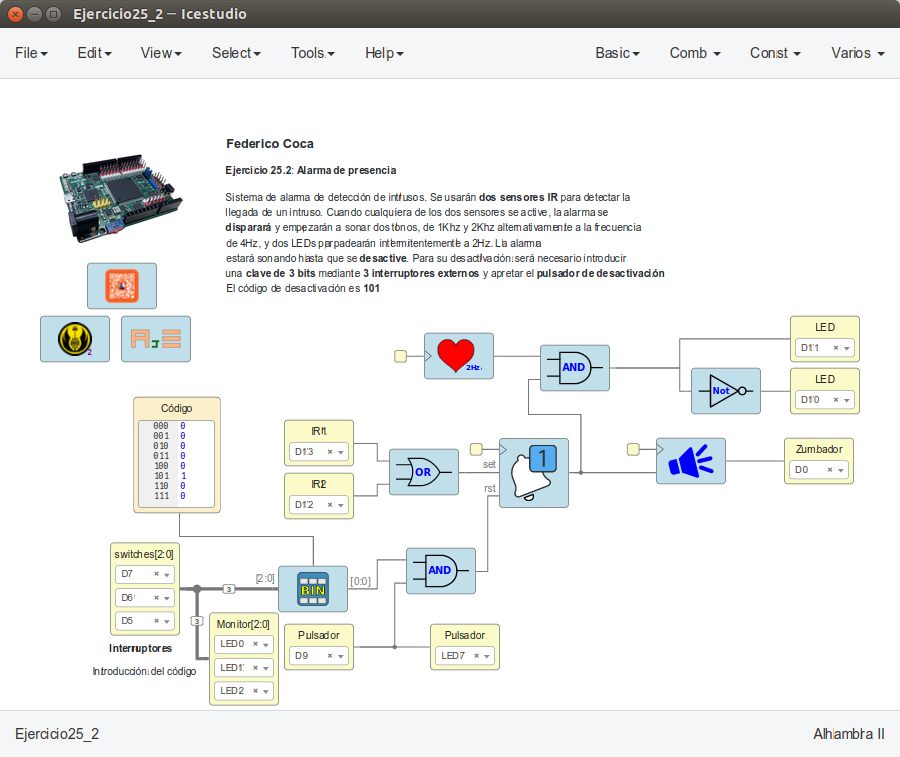 Ejercicio25_2 — Icestudio
File Edit View Select Tools Help Basic Comb Const Varios
Federico Coca
Ejercicio 25.2: Alarma de presencia
Sistema de alarma de detección de intrusos. Se usarán dos sensores IR para detectar la
llegada de un intruso. Cuando cualquiera de los dos sensores se active, la alarma se
disparará y empezarán a sonar dos tonos, de 1Khz y 2Khz alternativamente a la frecuencia
de 4Hz, y dos LEDs parpadearán intermitentemente a 2Hz. La alarma
estará sonando hasta que se desactive. Para su desactivación será necesario introducir
una clave de 3 bits mediante 3 interruptores externos y apretar el pulsador de desactivación
El código de desactivación es 101
2
AJE
2Hz
AND
LED
D11
Not
LED
D10
Código
000 0
001 0
010 0
011 0
100 0
101 1
110 0
111 0
IR1
D13
IR2
D12
OR
set
rst
1
Zumbador
D0
switches[2:0]
D7
D6
D5
3
3
[2:0]
BIN
[0:0]
AND
Interruptores
Introducción del código
Monitor[2:0]
LED0
LED1
LED2
Pulsador
D9
Pulsador
LED7
Ejercicio25_2
Alhambra II